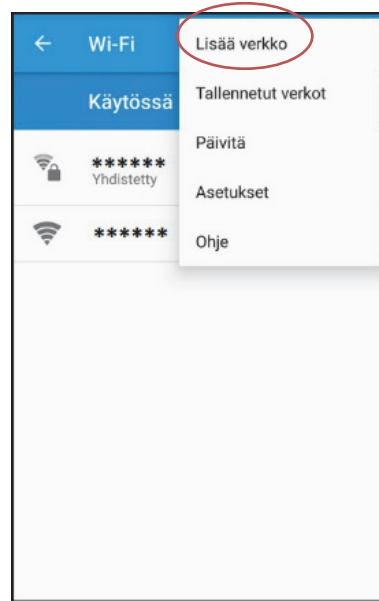 Wi-Fi
Lisää verkko
Käytössä
Tallennetut verkot
Päivitä
Asetukset
Ohje
******
Yhdistetty
******